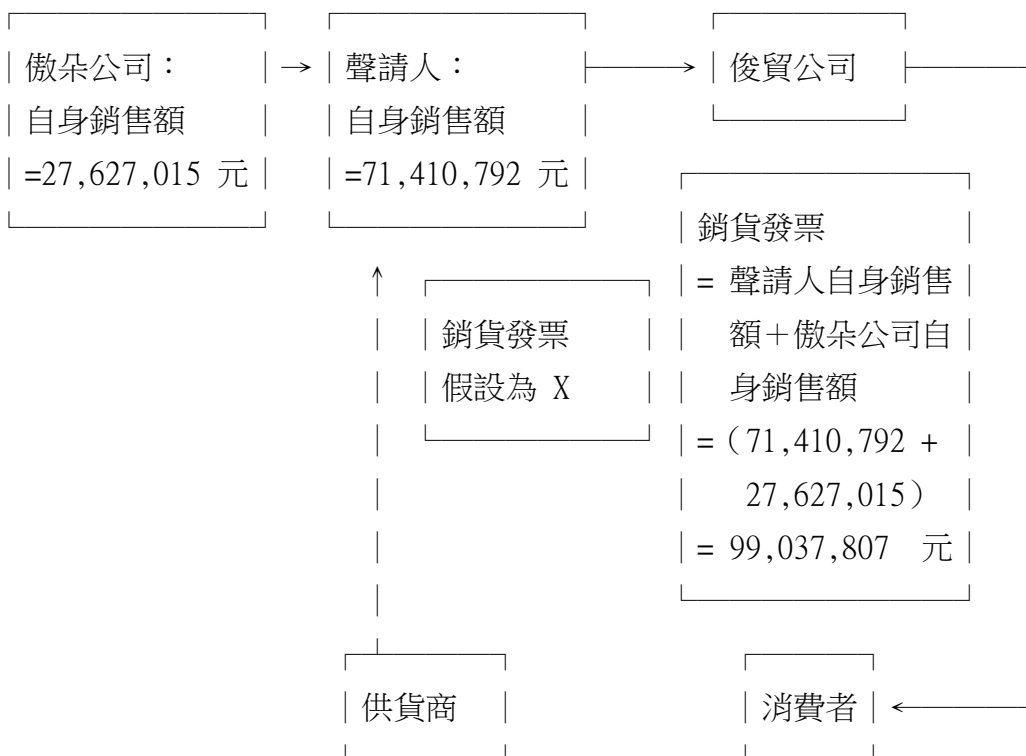 傲朵公司：
自身銷售額
=27,627,015 元
聲請人：
自身銷售額
=71,410,792 元
俊貿公司
銷貨發票
= 聲請人自身銷售
額＋傲朵公司自
身銷售額
=（71,410,792 +
27,627,015）
= 99,037,807 元
銷貨發票
假設為 X
供貨商
消費者